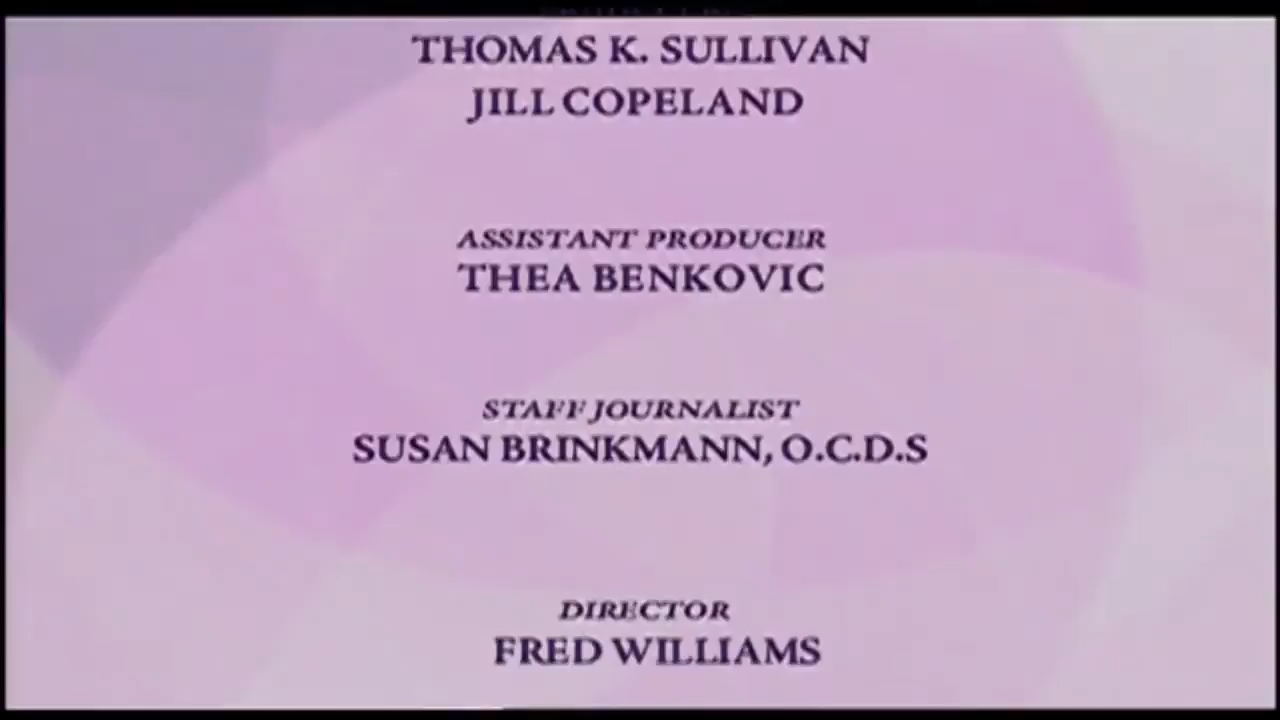 THOMAS K. SULLIVAN
JILL COPELAND
ASSISTANT PRODUCER
THEA BENKOVIC
STAFF JOURNALIST
SUSAN BRINKMANN, O.C.D.S
DIRECTOR
FRED WILLIAMS